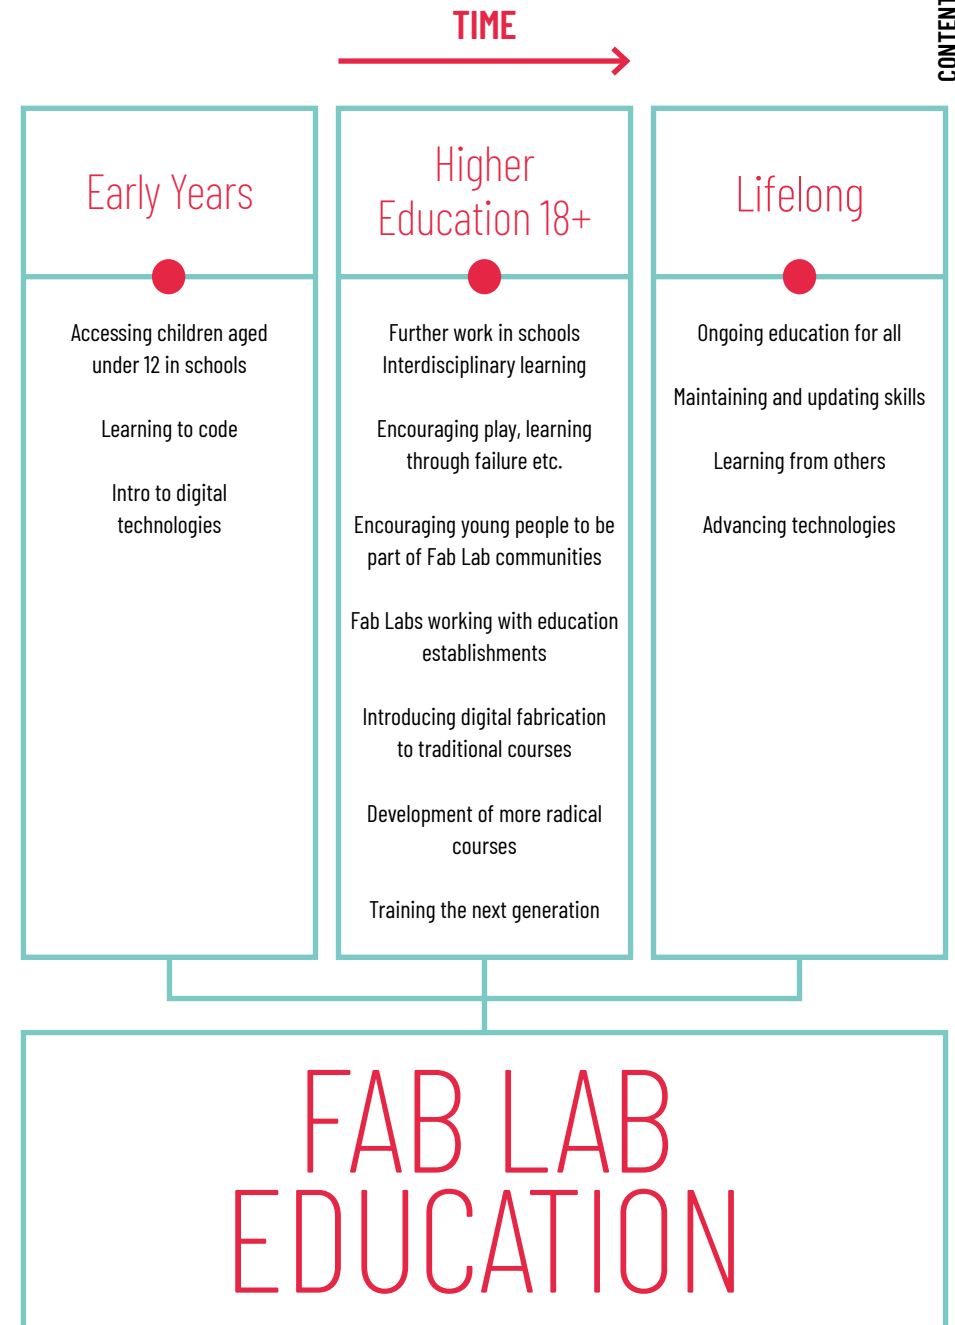 TIME
CONTENT
Early Years
Higher
Education 18+
Lifelong
Accessing children aged
under 12 in schools
Learning to code
Intro to digital
technologies
Further work in schools
Interdisciplinary learning
Encouraging play, learning
through failure etc.
Encouraging young people to be
part of Fab Lab communities
Fab Labs working with education
establishments
Introducing digital fabrication
to traditional courses
Development of more radical
courses
Training the next generation
Ongoing education for all
Maintaining and updating skills
Learning from others
Advancing technologies
FAB LAB
EDUCATION